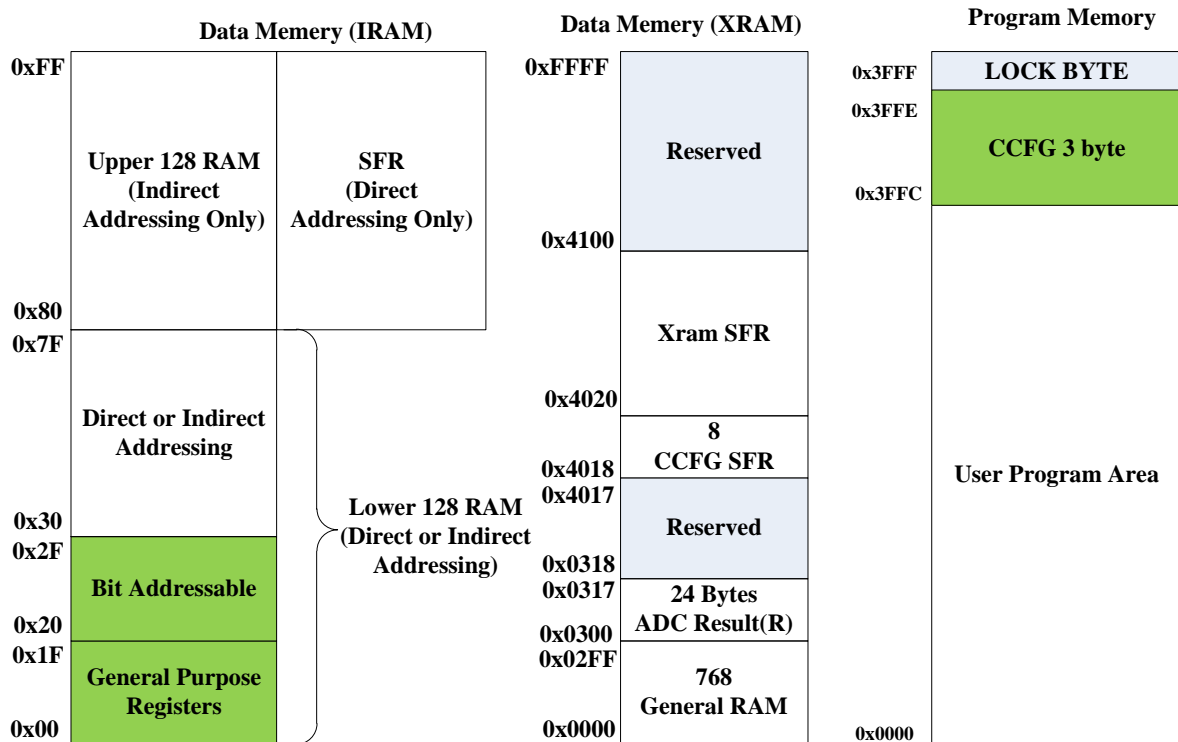 Data Memery (IRAM)
0xFF
Upper 128 RAM
(Indirect
Addressing Only)
SFR
(Direct
Addressing Only)
0x80
0x7F
Direct or Indirect
Addressing
0x30
0x2F
Bit Addressable
0x20
0x1F
General Purpose
Registers
0x00
Lower 128 RAM
(Direct or Indirect
Addressing)
Data Memery (XRAM)
0xFFFF
Reserved
0x4100
Xram SFR
0x4020
8
CCFG SFR
0x4018
0x4017
Reserved
0x0318
0x0317
24 Bytes
ADC Result(R)
0x0300
0x02FF
768
General RAM
0x0000
Program Memory
0x3FFF
LOCK BYTE
0x3FFE
CCFG 3 byte
0x3FFC
User Program Area
0x0000